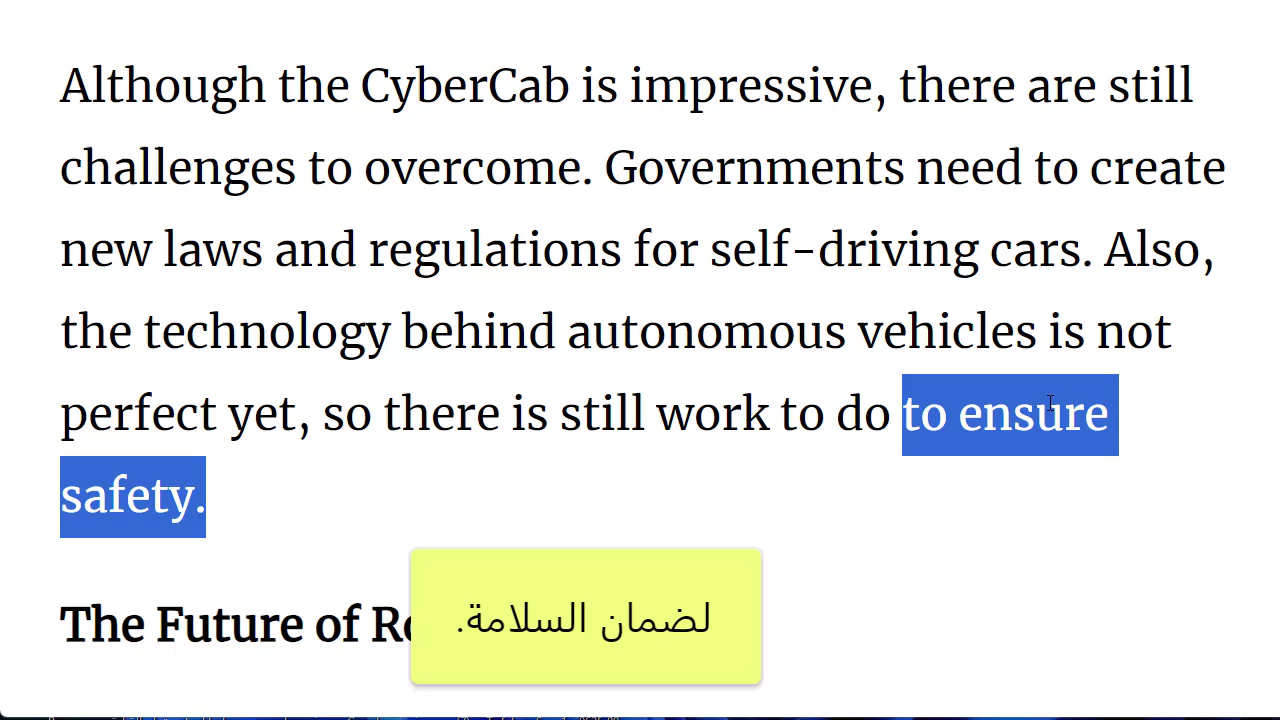 Although the CyberCab is impressive, there are still
challenges to overcome. Governments need to create
new laws and regulations for self-driving cars. Also,
the technology behind autonomous vehicles is not
perfect yet, so there is still work to do to ensure
safety.
The Future of
لضمان السلامة.